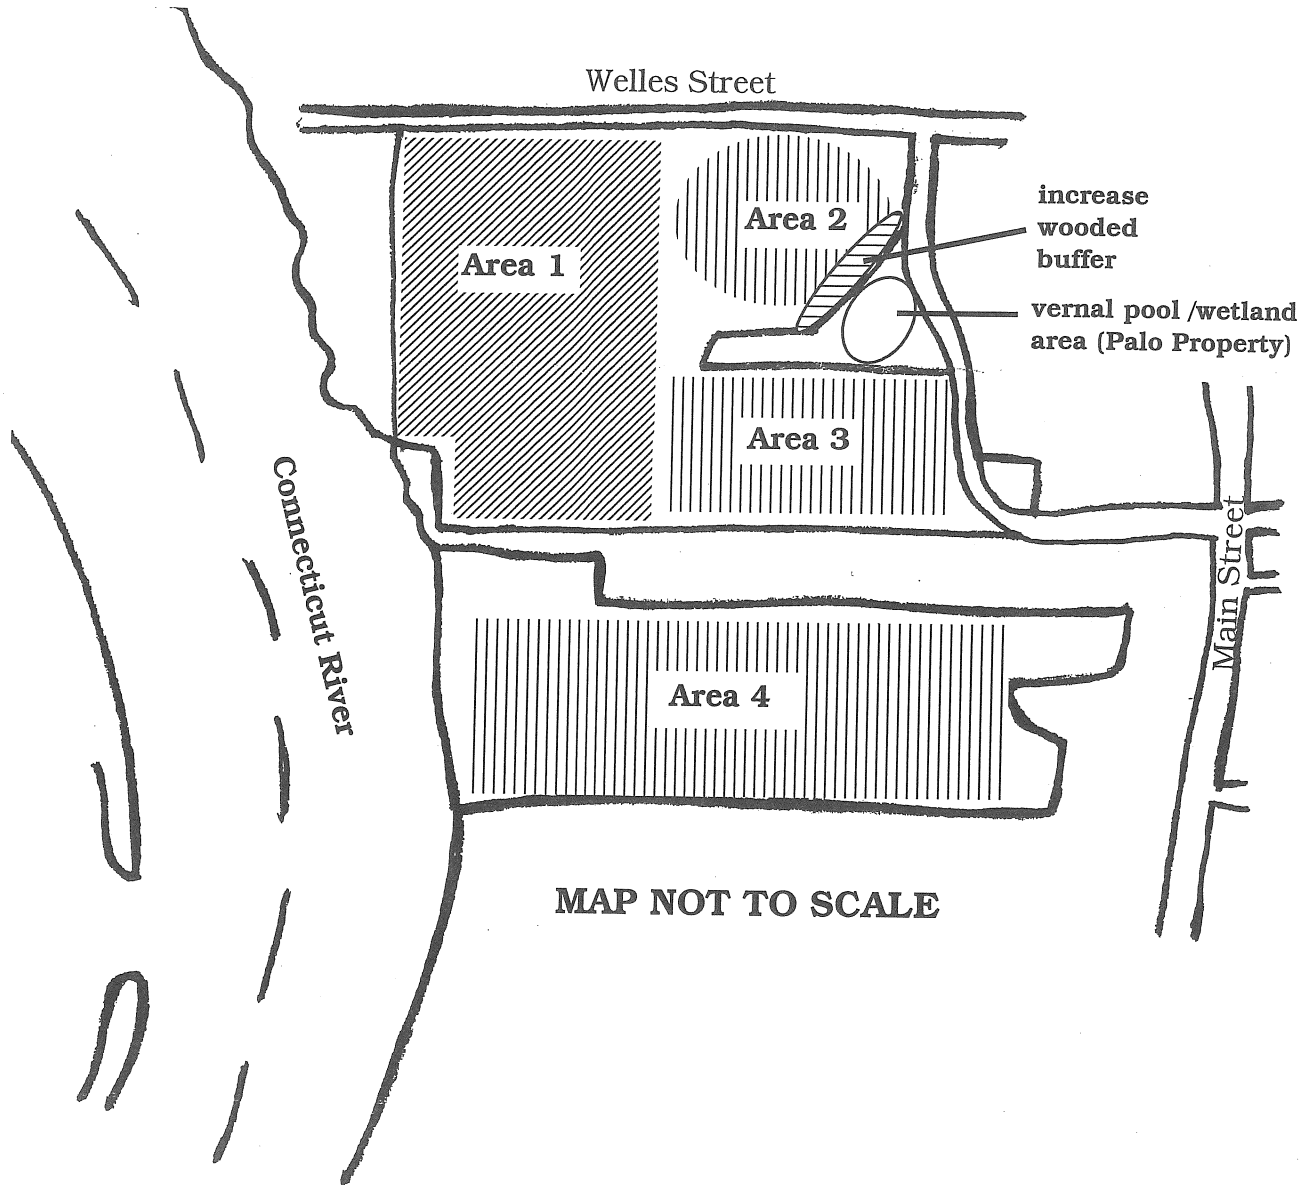 Welles Street
increase
wooded
buffer
Area 2
Area 1
vernal pool /wetland
area (Palo Property)
Area 3
Connecticut River
Main Street
Area 4
MAP NOT TO SCALE